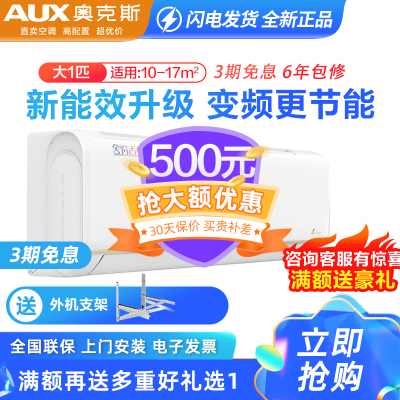 AUX 奥克斯
直卖空调 高配置 超优价
闪电发货 全新正品
大1匹 适用:10-17m² 3期免息 6年包修
新能效升级 变频更节能
500元
抢大额优惠
30天保价 买贵补差
3期免息
咨询客服有惊喜
满额送豪礼
送 外机支架
全国联保 上门安装 电子发票
满额再送多重好礼选1
立即抢购